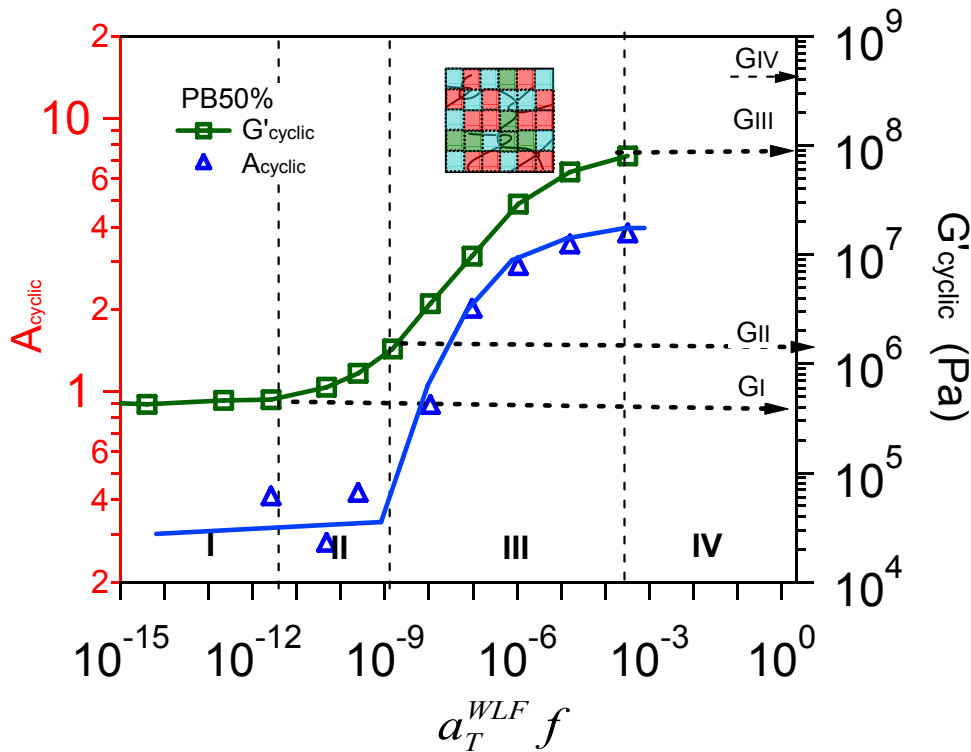 2
10
8
6
4
2
1
8
6
4
2
A_cyclic
PB50%
G'_cyclic
A_cyclic
GIV
GIII
GII
GI
I
II
III
IV
10^9
10^8
10^7
10^6
10^5
10^4
G'_cyclic (Pa)
10^-15
10^-12
10^-9
10^-6
10^-3
10^0
a_T^WLF f